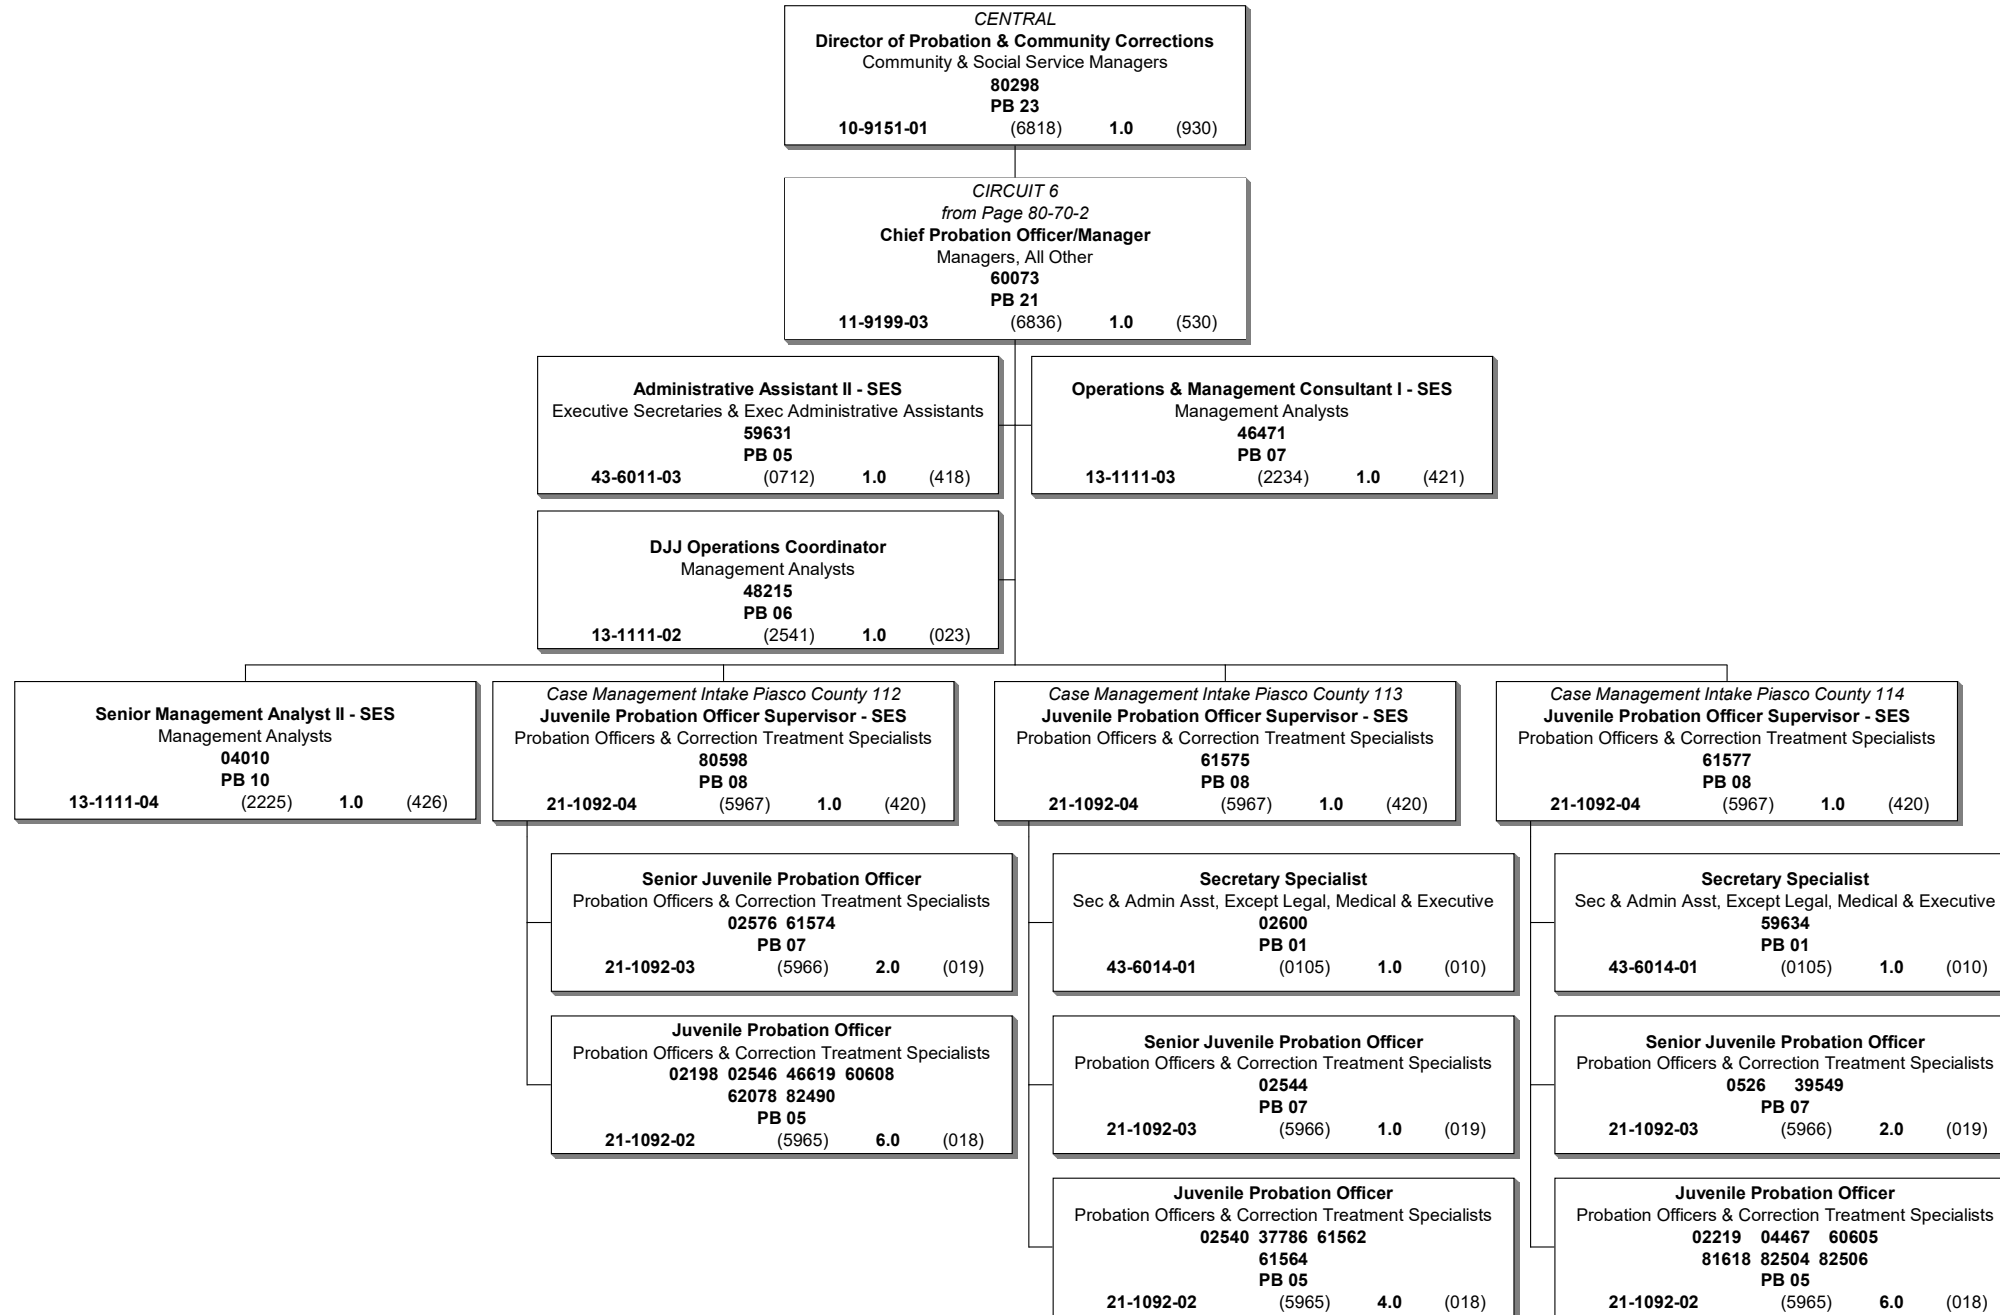 CENTRAL
Director of Probation & Community Corrections
Community & Social Service Managers
80298
PB 23
10-9151-01 (6818) 1.0 (930)
CIRCUIT 6
from Page 80-70-2
Chief Probation Officer/Manager
Managers, All Other
60073
PB 21
11-9199-03 (6836) 1.0 (530)
Administrative Assistant II - SES
Executive Secretaries & Exec Administrative Assistants
59631
PB 05
43-6011-03 (0712) 1.0 (418)
Operations & Management Consultant I - SES
Management Analysts
46471
PB 07
13-1111-03 (2234) 1.0 (421)
DJJ Operations Coordinator
Management Analysts
48215
PB 06
13-1111-02 (2541) 1.0 (023)
Senior Management Analyst II - SES
Management Analysts
04010
PB 10
13-1111-04 (2225) 1.0 (426)
Case Management Intake Piasco County 112
Juvenile Probation Officer Supervisor - SES
Probation Officers & Correction Treatment Specialists
80598
PB 08
21-1092-04 (5967) 1.0 (420)
Senior Juvenile Probation Officer
Probation Officers & Correction Treatment Specialists
02576 61574
PB 07
21-1092-03 (5966) 2.0 (019)
Juvenile Probation Officer
Probation Officers & Correction Treatment Specialists
02198 02546 46619 60608
62078 82490
PB 05
21-1092-02 (5965) 6.0 (018)
Case Management Intake Piasco County 113
Juvenile Probation Officer Supervisor - SES
Probation Officers & Correction Treatment Specialists
61575
PB 08
21-1092-04 (5967) 1.0 (420)
Secretary Specialist
Sec & Admin Asst, Except Legal, Medical & Executive
02600
PB 01
43-6014-01 (0105) 1.0 (010)
Senior Juvenile Probation Officer
Probation Officers & Correction Treatment Specialists
02544
PB 07
21-1092-03 (5966) 1.0 (019)
Juvenile Probation Officer
Probation Officers & Correction Treatment Specialists
02540 37786 61562
61564
PB 05
21-1092-02 (5965) 4.0 (018)
Case Management Intake Piasco County 114
Juvenile Probation Officer Supervisor - SES
Probation Officers & Correction Treatment Specialists
61577
PB 08
21-1092-04 (5967) 1.0 (420)
Secretary Specialist
Sec & Admin Asst, Except Legal, Medical & Executive
59634
PB 01
43-6014-01 (0105) 1.0 (010)
Senior Juvenile Probation Officer
Probation Officers & Correction Treatment Specialists
0526 39549
PB 07
21-1092-03 (5966) 2.0 (019)
Juvenile Probation Officer
Probation Officers & Correction Treatment Specialists
02219 04467 60605
81618 82504 82506
PB 05
21-1092-02 (5965) 6.0 (018)